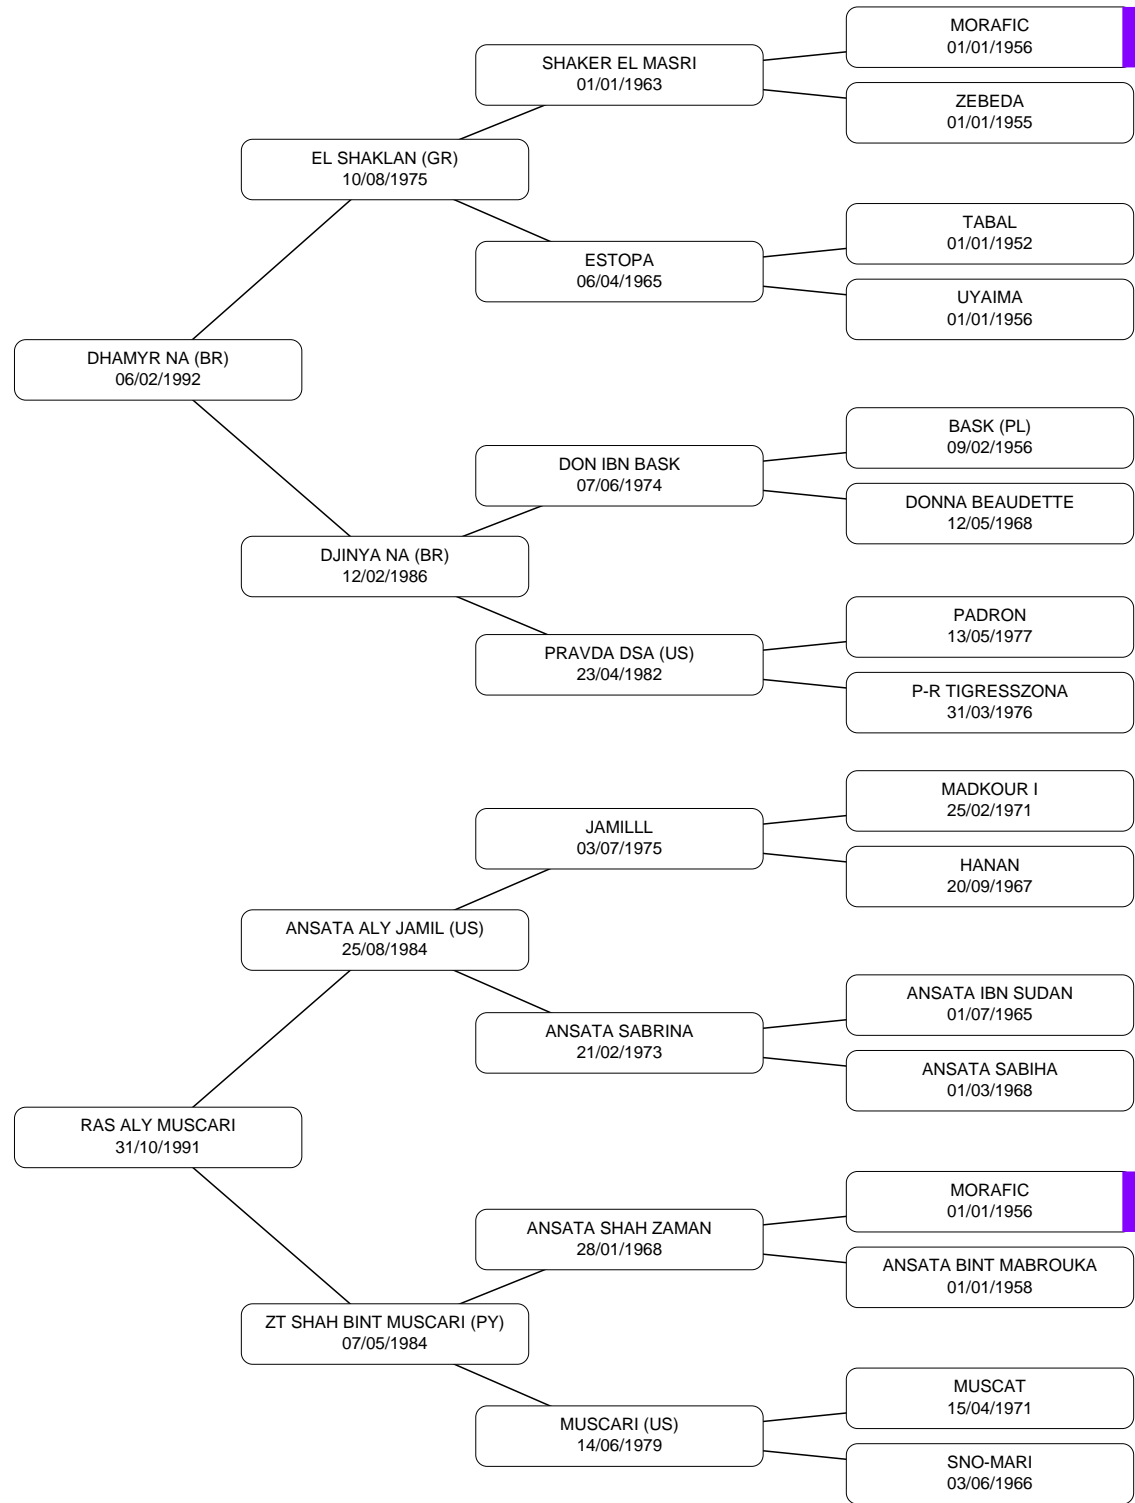 MORAFIC
01/01/1956
SHAKER EL MASRI
01/01/1963
ZEBEDA
01/01/1955
EL SHAKLAN (GR)
10/08/1975
TABAL
01/01/1952
ESTOPA
06/04/1965
UYAIMA
01/01/1956
DHAMYR NA (BR)
06/02/1992
BASK (PL)
09/02/1956
DON IBN BASK
07/06/1974
DONNA BEAUDETTE
12/05/1968
DJINYA NA (BR)
12/02/1986
PADRON
13/05/1977
PRAVDA DSA (US)
23/04/1982
P-R TIGRESSZONA
31/03/1976
MADKOUR I
25/02/1971
JAMILLL
03/07/1975
HANAN
20/09/1967
ANSATA ALY JAMIL (US)
25/08/1984
ANSATA IBN SUDAN
01/07/1965
ANSATA SABRINA
21/02/1973
ANSATA SABIHA
01/03/1968
RAS ALY MUSCARI
31/10/1991
MORAFIC
01/01/1956
ANSATA SHAH ZAMAN
28/01/1968
ANSATA BINT MABROUKA
01/01/1958
ZT SHAH BINT MUSCARI (PY)
07/05/1984
MUSCAT
15/04/1971
MUSCARI (US)
14/06/1979
SNO-MARI
03/06/1966